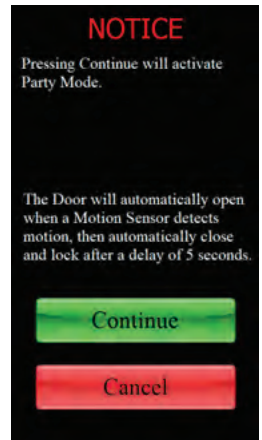 NOTICE
Pressing Continue will activate
Party Mode.
The Door will automatically open
when a Motion Sensor detects
motion, then automatically close
and lock after a delay of 5 seconds.
Continue
Cancel